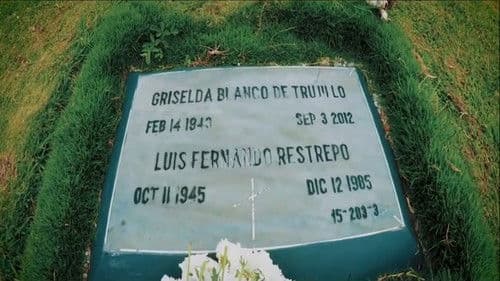 GRISELDA BLANCO DE TRUJILLO
FEB 14 1943 SEP 3 2012
LUIS FERNANDO RESTREPO
OCT 11 1945 DIC 12 1985
15-203-3